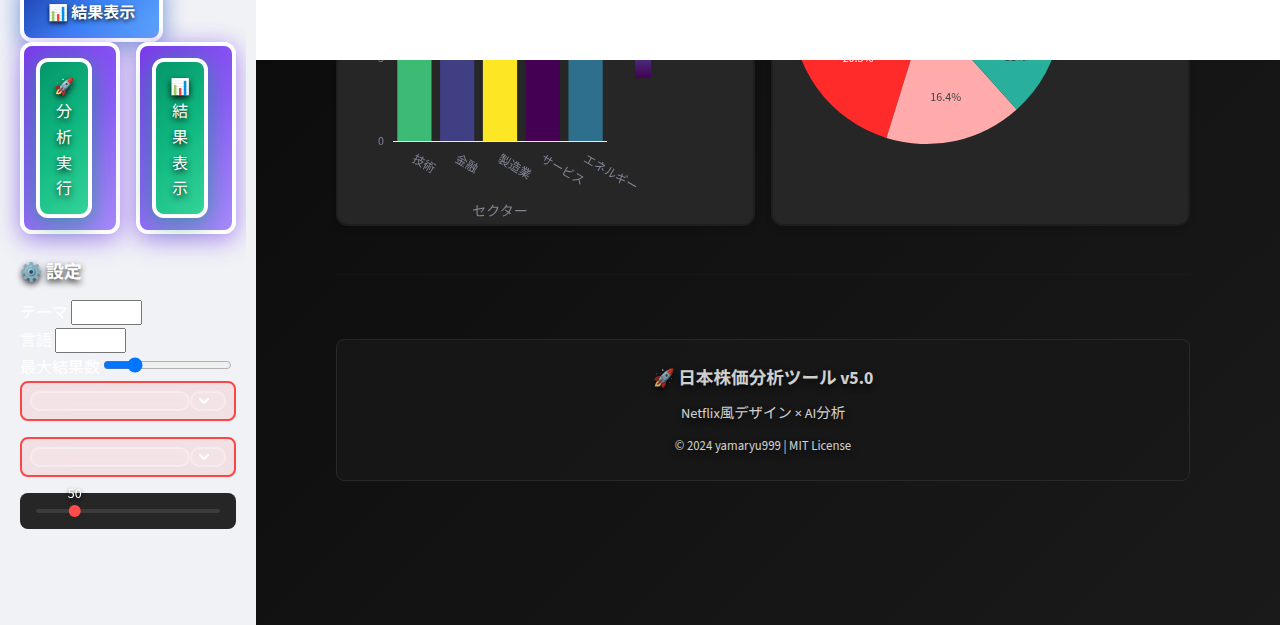 📊 結果表示
🚀
分
析
実
行
📊
結
果
表
示
⚙️ 設定
テーマ
言語
最大結果数
50
0
技術
金融
製造業
サービス
エネルギー
セクター
16.4%
🚀 日本株価分析ツール v5.0
Netflix風デザイン × AI分析
© 2024 yamaryu999 | MIT License